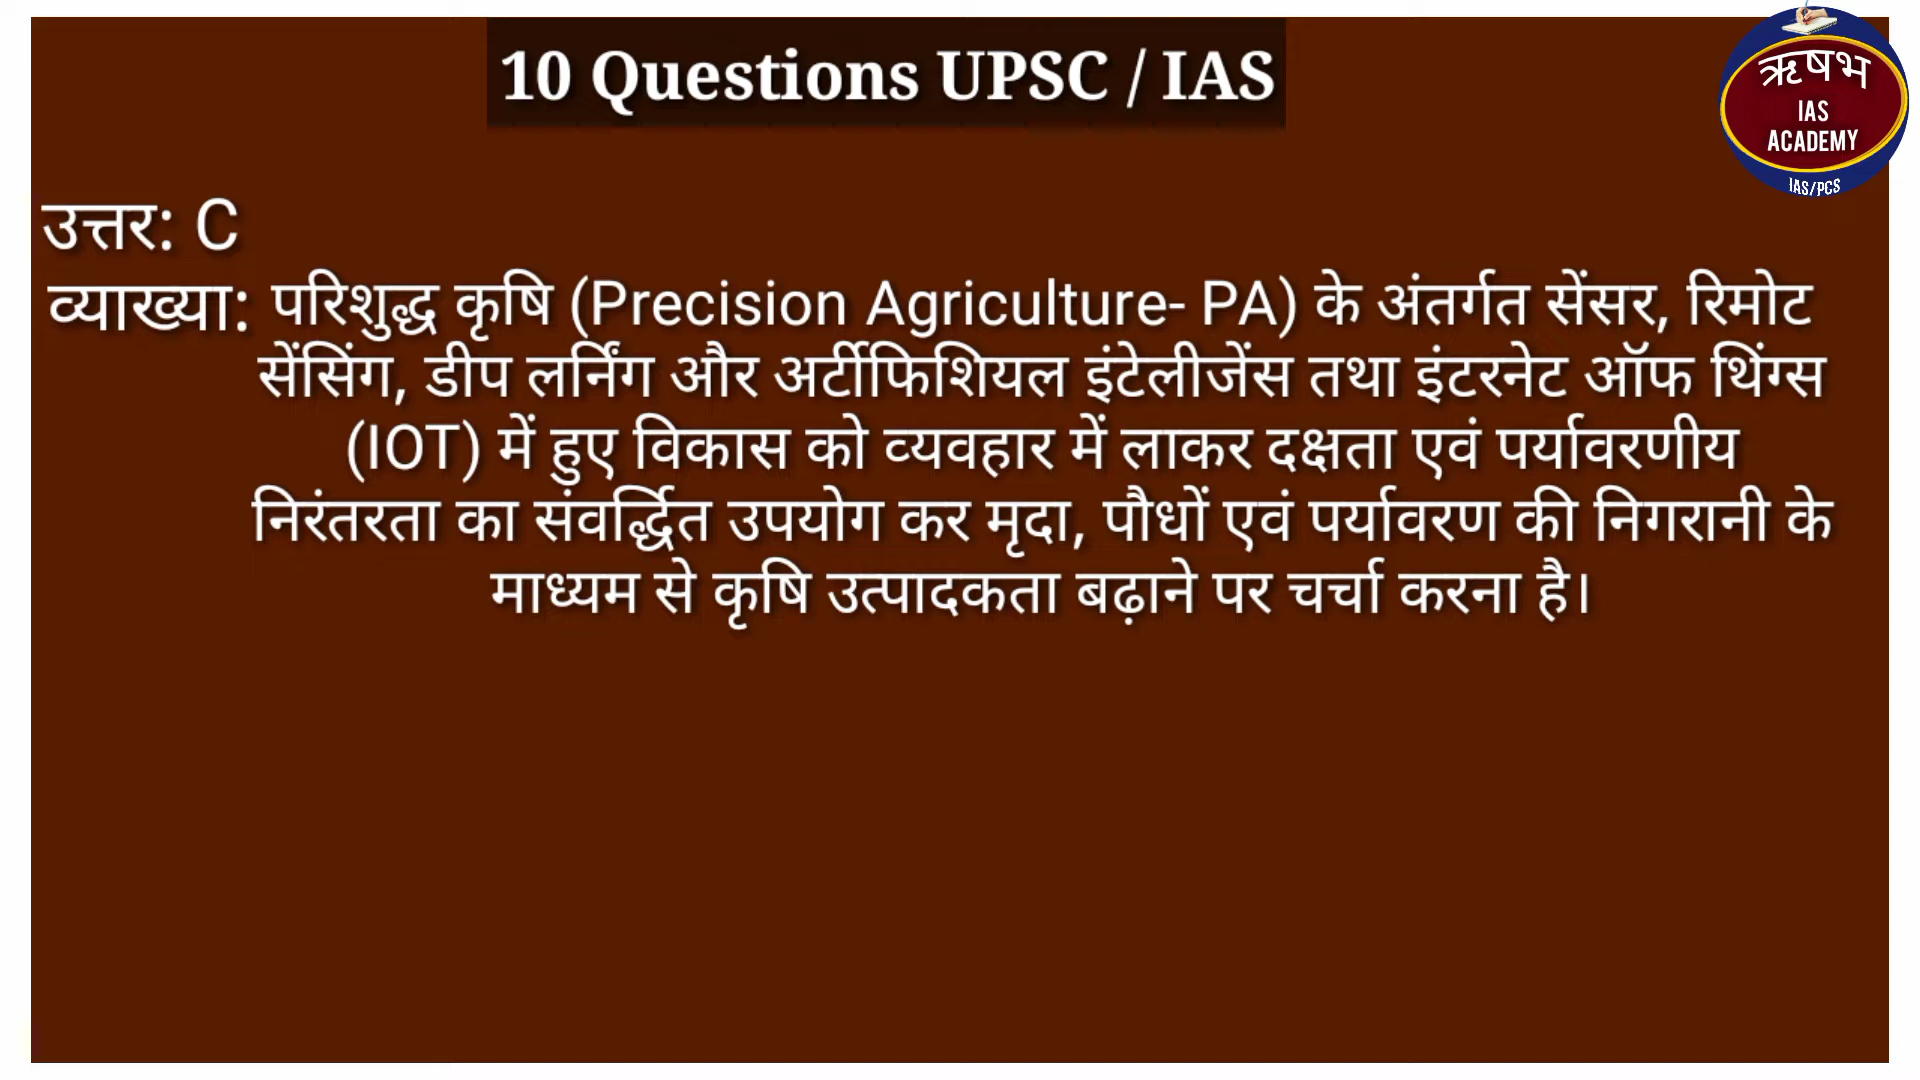 10 Questions UPSC / IAS
ऋषभ
IAS
ACADEMY
IAS/PCS
उत्तर: C
व्याख्या: परिशुद्ध कृषि (Precision Agriculture- PA) के अंतर्गत सेंसर, रिमोट
सेंसिंग, डीप लर्निंग और अर्टीफिशियल इंटेलीजेंस तथा इंटरनेट ऑफ थिंग्स
(IOT) में हुए विकास को व्यवहार में लाकर दक्षता एवं पर्यावरणीय
निरंतरता का संवर्द्धित उपयोग कर मृदा, पौधों एवं पर्यावरण की निगरानी के
माध्यम से कृषि उत्पादकता बढ़ाने पर चर्चा करना है।